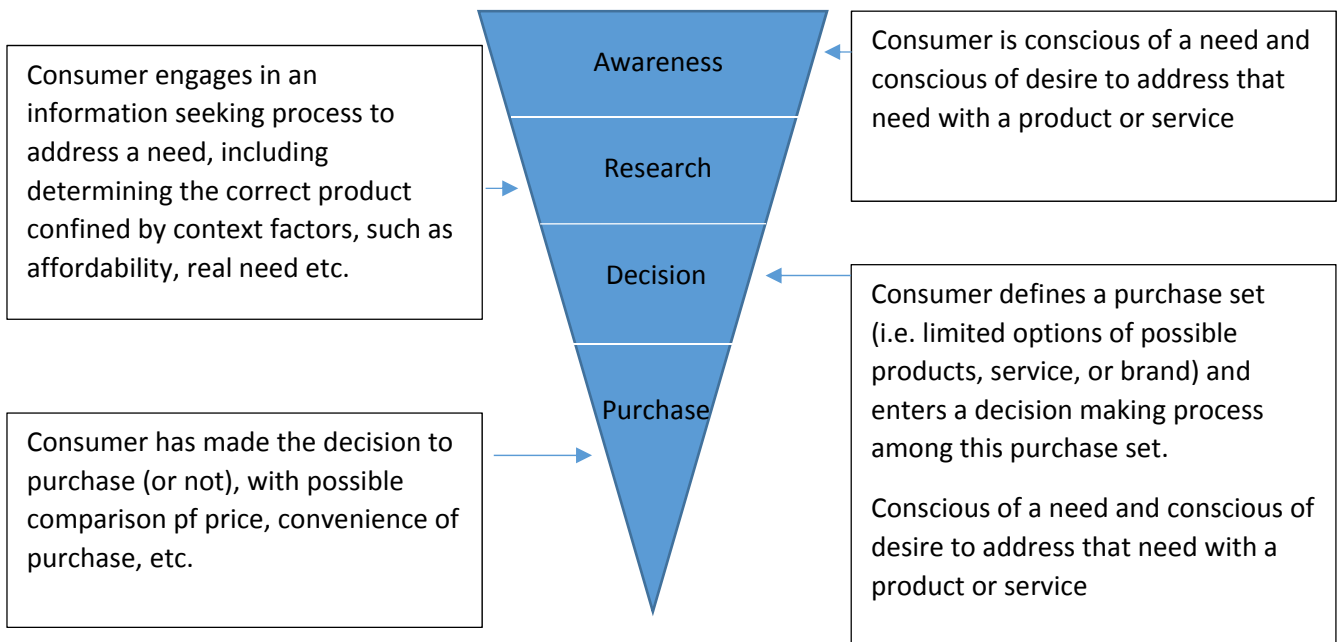 Awareness
Consumer is conscious of a need and
conscious of desire to address that
need with a product or service
Consumer engages in an
information seeking process to
address a need, including
determining the correct product
confined by context factors, such as
affordability, real need etc.
Research
Decision
Consumer defines a purchase set
(i.e. limited options of possible
products, service, or brand) and
enters a decision making process
among this purchase set.
Conscious of a need and conscious of
desire to address that need with a
product or service
Purchase
Consumer has made the decision to
purchase (or not), with possible
comparison pf price, convenience of
purchase, etc.